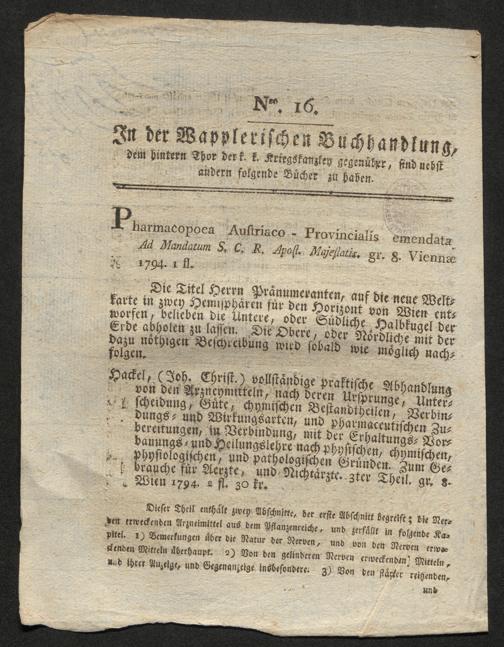 Nro. 16.
In der Wapplerischen Buchhandlung,
dem hintern Thor der k. k. Kriegskanzley gegenüber, sind nebst
andern folgende Bücher zu haben.
Pharmacopoea Auſtriaco - Provincialis emendata
Ad Mandatum S. C. R. Apoſt. Majeſtatis. gr. 8. Viennæ
1794. 1 fl.
Die Titel Herrn Pränumeranten, auf die neue Welt-
karte in zwey Hemisphären für den Horizont von Wien ent-
worfen, belieben die Untere, oder Südliche Halbkugel der
Erde abholen zu lassen. Die Obere, oder Nördliche mit der
dazu nöthigen Beschreibung wird sobald wie möglich nach-
folgen.
Hackel, (Joh. Christ.) vollständige praktische Abhandlung
von den Arzneymitteln, nach deren Ursprunge, Unter-
scheidung, Güte, chymischen Bestandtheilen, Verbin-
dungs- und Wirkungsarten, und pharmaceutischen Zu-
bereitungen, in Verbindung, mit der Erhaltungs- Vor-
bauungs- und Heilungslehre nach physischen, chymischen,
physiologischen, und pathologischen Gründen. Zum Ge-
brauche für Aerzte, und Nichtärzte. 3ter Theil. gr. 8.
Wien 1794. 2 fl. 30 kr.
Dieser Theil enthält zwey Abschnitte, der erste Abschnitt begreift; die Ner-
ven erweckenden Arzneimittel aus dem Pflanzenreiche, und zerfällt in folgende Ka-
pittel. 1) Bemerkungen über die Natur der Nerven, und von den Nerven erwe-
ckenden Mitteln überhaupt. 2) Von den gelinderen Nerven erweckenden Mitteln,
und ihrer Anzeige, und Gegenanzeige insbesondere. 3) Von den stärker reitzenden,
und